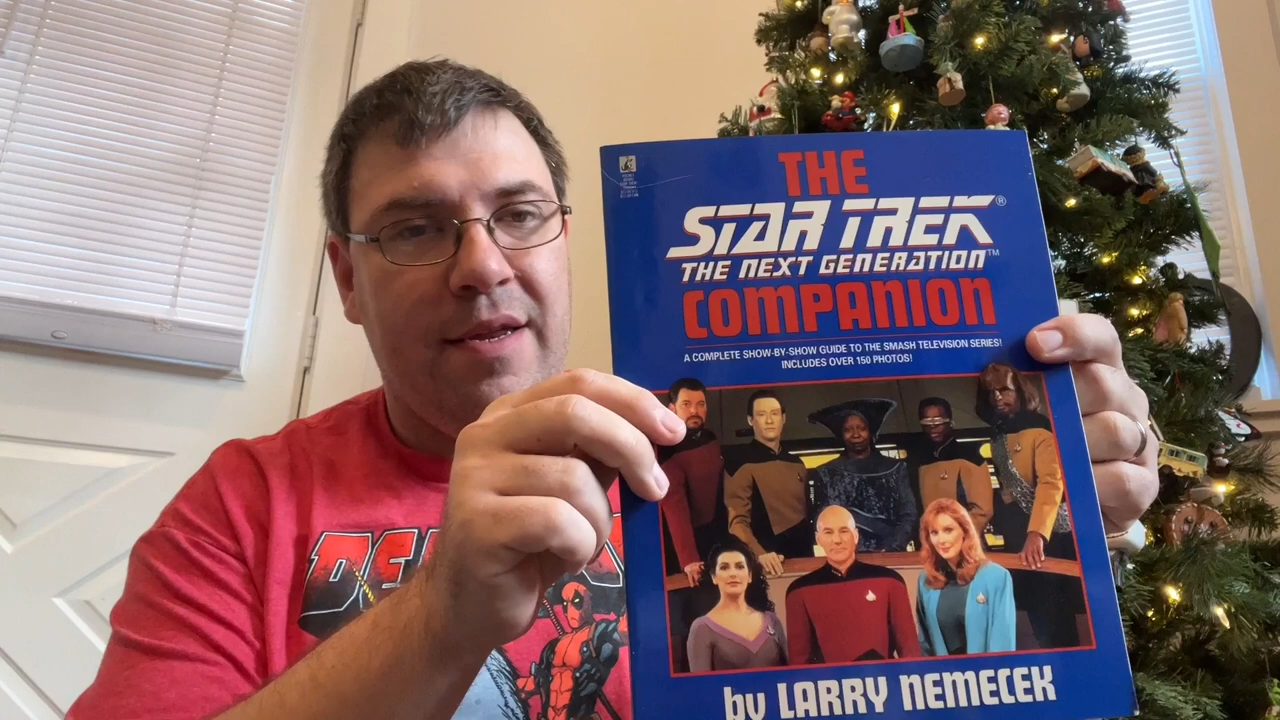 THE
STAR TREK®
THE NEXT GENERATION™
COMPANION
A COMPLETE SHOW-BY-SHOW GUIDE TO THE SMASH TELEVISION SERIES!
INCLUDES OVER 150 PHOTOS!
by LARRY NEMECEK